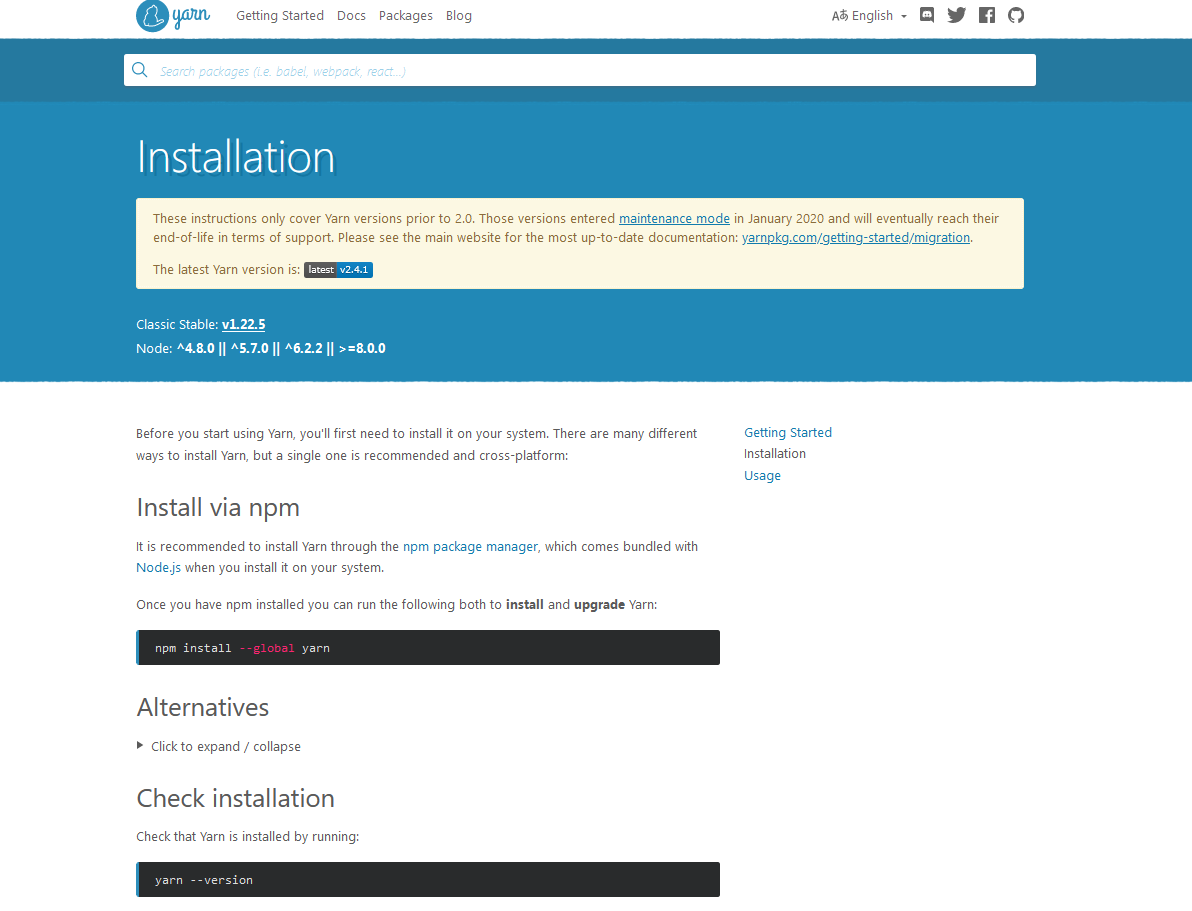 yarn Getting Started Docs Packages Blog Aあ English
Search packages (i.e. babel, webpack, react...)
Installation
These instructions only cover Yarn versions prior to 2.0. Those versions entered maintenance mode in January 2020 and will eventually reach their
end-of-life in terms of support. Please see the main website for the most up-to-date documentation: yarnpkg.com/getting-started/migration.
The latest Yarn version is: latest v2.4.1
Classic Stable: v1.22.5
Node: ^4.8.0 || ^5.7.0 || ^6.2.2 || >=8.0.0
Before you start using Yarn, you'll first need to install it on your system. There are many different
ways to install Yarn, but a single one is recommended and cross-platform:
Getting Started
Installation
Usage
Install via npm
It is recommended to install Yarn through the npm package manager, which comes bundled with
Node.js when you install it on your system.
Once you have npm installed you can run the following both to install and upgrade Yarn:
npm install --global yarn
Alternatives
Click to expand / collapse
Check installation
Check that Yarn is installed by running:
yarn --version